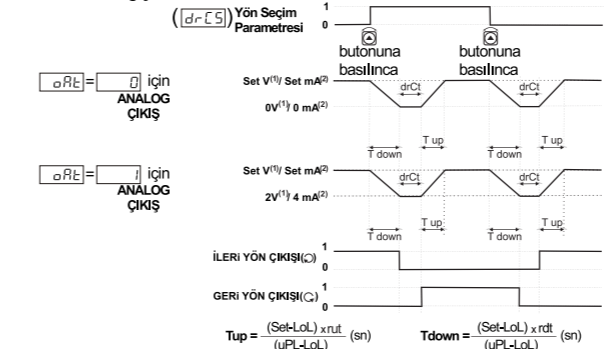 (drCS) Yön Seçim Parametresi
1
0
butonuna basılınca
butonuna basılınca
oAt = 0 için ANALOG ÇIKIŞ
Set V(1)/ Set mA(2)
0V(1)/ 0 mA(2)
drCt
drCt
T down
T up
T down
T up
oAt = 1 için ANALOG ÇIKIŞ
Set V(1)/ Set mA(2)
2V(1)/ 4 mA(2)
drCt
drCt
T down
T up
T down
T up
İLERİ YÖN ÇIKIŞI(↻)
1
0
GERİ YÖN ÇIKIŞI(↺)
1
0
Tup = (Set-LoL) x rut / (uPL-LoL) (sn)
Tdown = (Set-LoL) x rdt / (uPL-LoL) (sn)